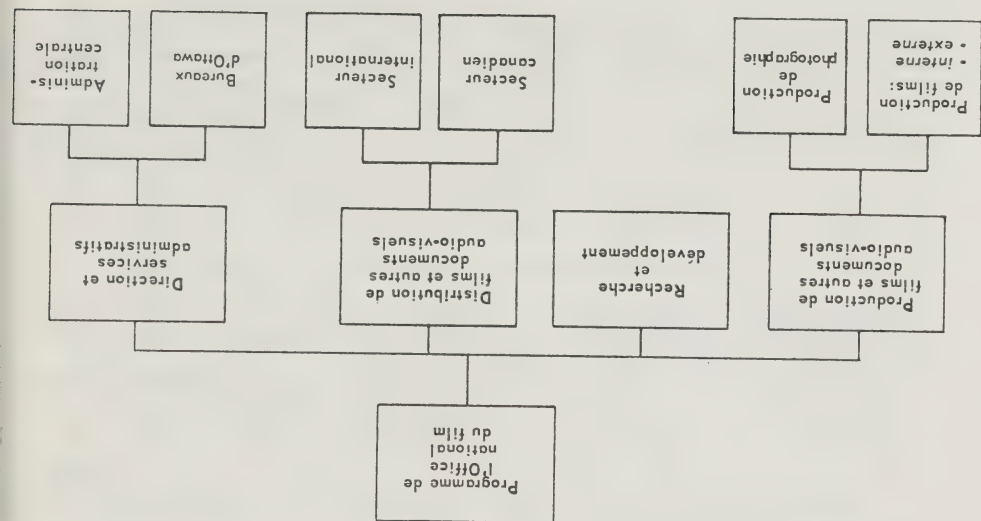 Programme de
l'Office
national
du film
Production de
films et autres
documents
audio-visuels
Recherche
et
développement
Distribution de
films et autres
documents
audio-visuels
Direction et
services
administratifs
Production
de films:
- interne
- externe
Production
de
photographie
Secteur
canadien
Secteur
international
Bureaux
d'Ottawa
Adminis-
tration
centrale